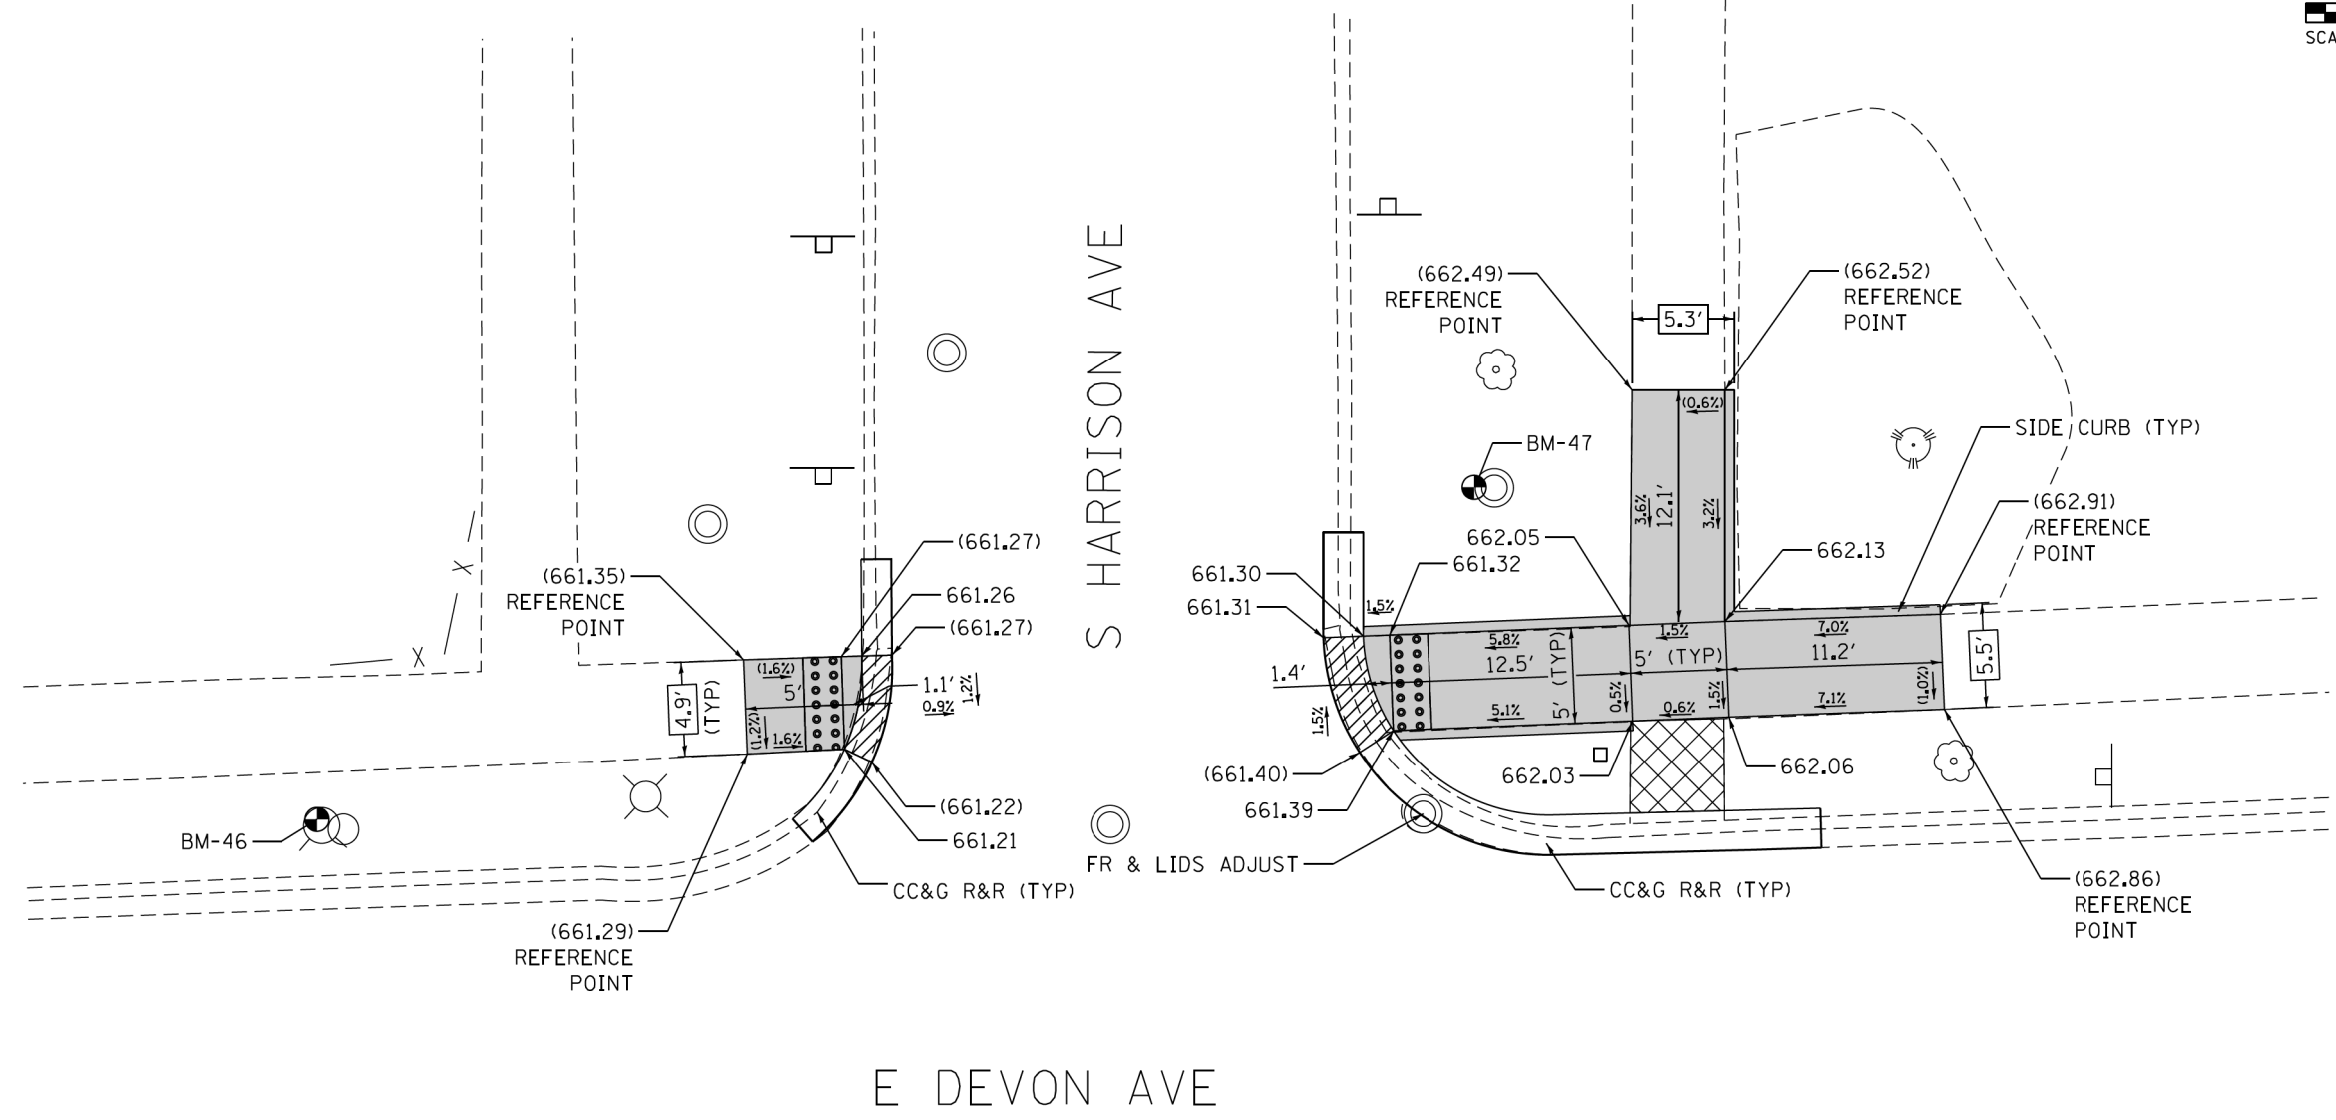 SCA
S HARRISON AVE
(662.49)
REFERENCE
POINT
(662.52)
REFERENCE
POINT
5.3'
(0.6%)
BM-47
SIDE CURB (TYP)
3.6%
12.1'
3.2%
(662.91)
REFERENCE
POINT
662.05
661.32
662.13
661.30
661.31
1.5%
(661.27)
(661.35)
REFERENCE
POINT
661.26
(661.27)
(1.6%)
5'
4.9'
(TYP)
(1.2%)
1.6%
1.1'
0.9%
1.2%
5.8%
12.5'
5' (TYP)
5.1%
1.4'
1.5%
1.5%
5' (TYP)
0.5%
0.6%
1.5%
7.0%
11.2'
7.1%
(1.0%)
5.5'
(661.40)
661.39
662.03
662.06
(661.22)
661.21
BM-46
FR & LIDS ADJUST
CC&G R&R (TYP)
CC&G R&R (TYP)
(662.86)
REFERENCE
POINT
(661.29)
REFERENCE
POINT
X
X
E DEVON AVE